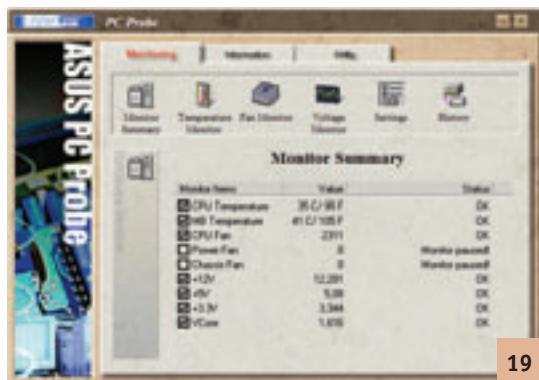 PC Probe
Monitoring Information Utility
ASUS PC Probe
Monitor Summary
Temperature Monitor
Fan Monitor
Voltage Monitor
Settings
History
Monitor Summary
Monitor Items Value Status
CPU Temperature 35 C/ 95 F OK
MB Temperature 41 C/ 105 F OK
CPU Fan 2311 OK
Power Fan 0 Monitor paused!
Chassis Fan 0 Monitor paused!
+12V 12,281 OK
+5V OK
+3.3V 3,344 OK
VCore 1,616 OK
19